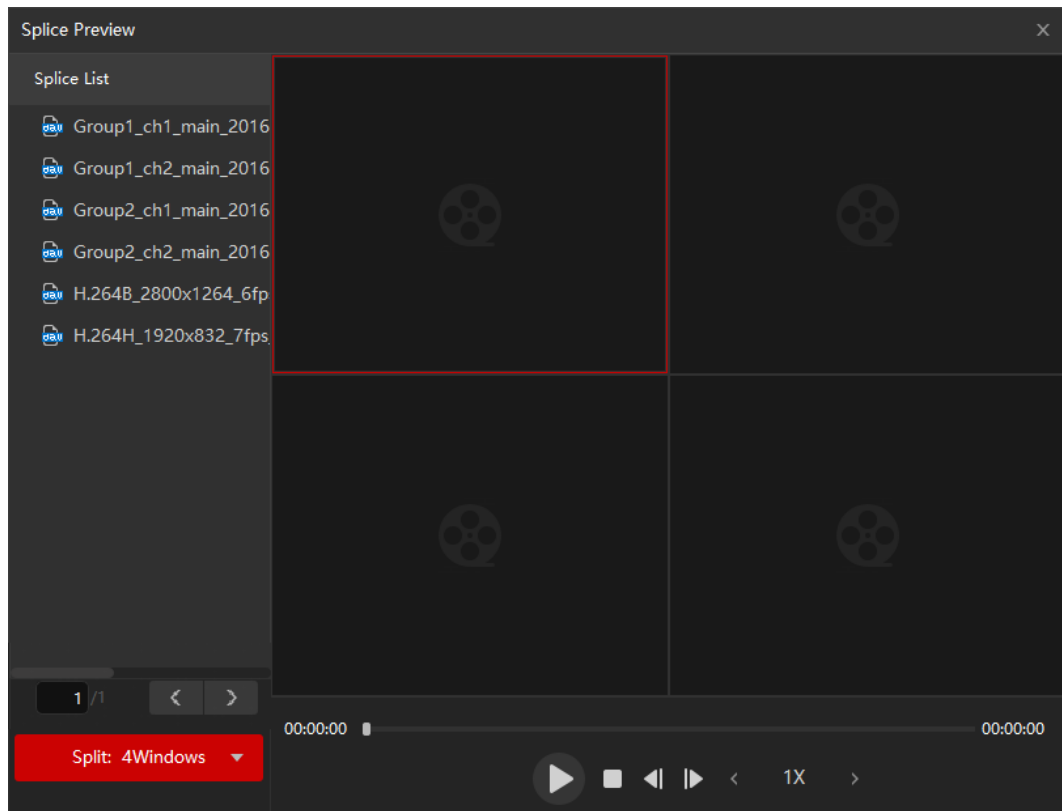 Splice Preview
Splice List
Group1_ch1_main_2016
Group1_ch2_main_2016
Group2_ch1_main_2016
Group2_ch2_main_2016
H.264B_2800x1264_6fp
H.264H_1920x832_7fps_
1/1
Split: 4Windows
00:00:00 00:00:00
1X